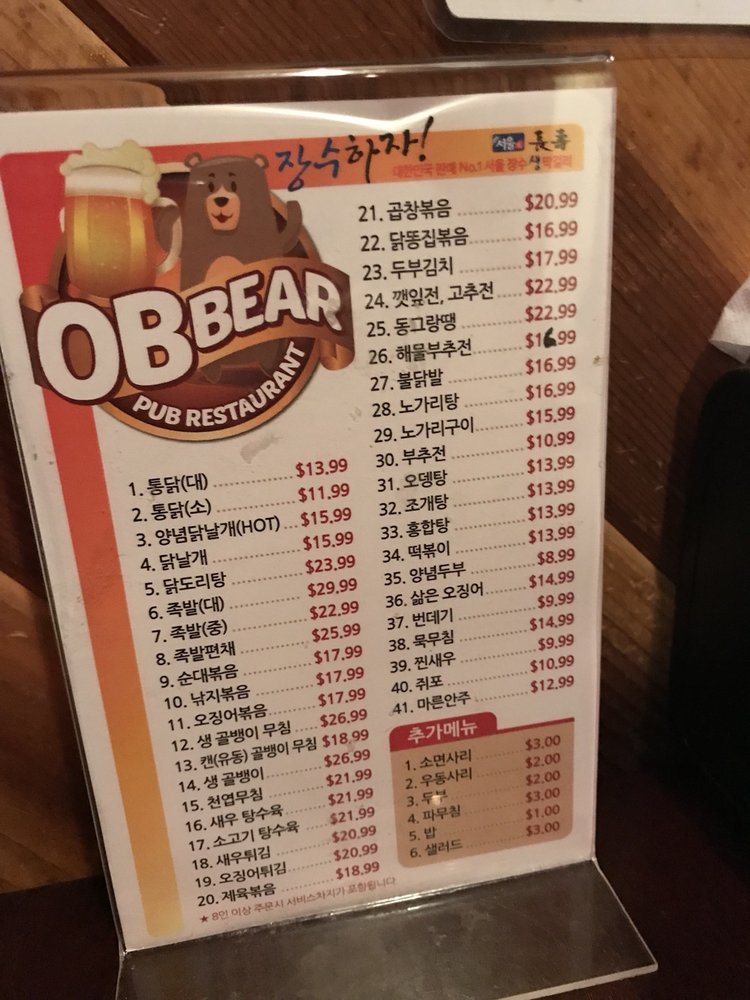 장수하자!
서울 長壽
대한민국 판매 No.1 서울 장수 생막걸리
OB BEAR
PUB RESTAURANT
1. 통닭(대) $13.99
2. 통닭(소) $11.99
3. 양념닭날개(HOT) $15.99
4. 닭날개 $15.99
5. 닭도리탕 $23.99
6. 족발(대) $29.99
7. 족발(중) $22.99
8. 족발편채 $25.99
9. 순대볶음 $17.99
10. 낚지볶음 $17.99
11. 오징어볶음 $17.99
12. 생 골뱅이 무침 $26.99
13. 캔(유동) 골뱅이 무침 $18.99
14. 생 골뱅이 $26.99
15. 천엽무침 $21.99
16. 새우 탕수육 $21.99
17. 소고기 탕수육 $21.99
18. 새우튀김 $20.99
19. 오징어튀김 $20.99
20. 제육볶음 $18.99
★ 8인 이상 주문시 서비스차지가 포함됩니다
21. 곱창볶음 $20.99
22. 닭똥집볶음 $16.99
23. 두부김치 $17.99
24. 깻잎전, 고추전 $22.99
25. 동그랑땡 $22.99
26. 해물부추전 $16.99
27. 불닭발 $16.99
28. 노가리탕 $16.99
29. 노가리구이 $15.99
30. 부추전 $10.99
31. 오뎅탕 $13.99
32. 조개탕 $13.99
33. 홍합탕 $13.99
34. 떡볶이 $13.99
35. 양념두부 $8.99
36. 삶은 오징어 $14.99
37. 번데기 $9.99
38. 묵무침 $14.99
39. 찐새우 $9.99
40. 쥐포 $10.99
41. 마른안주 $12.99
추가메뉴
1. 소면사리 $3.00
2. 우동사리 $2.00
3. 두부 $2.00
4. 파무침 $3.00
5. 밥 $1.00
6. 샐러드 $3.00